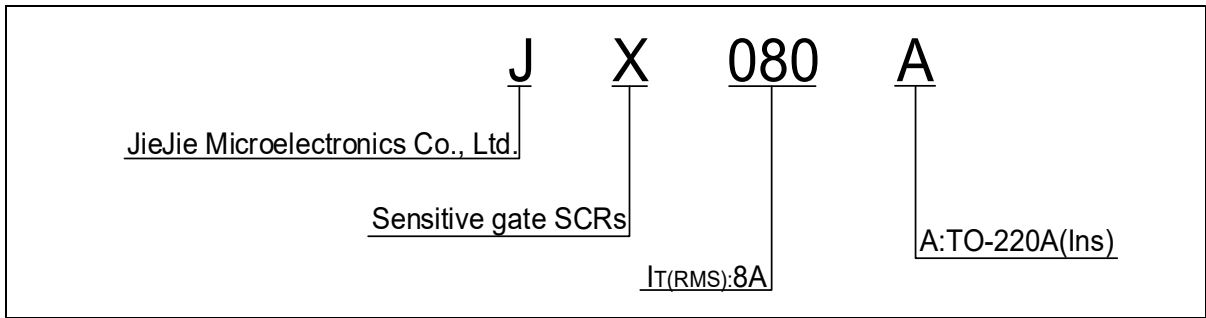 J X 080 A
JieJie Microelectronics Co., Ltd.
Sensitive gate SCRs
A:TO-220A(Ins)
IT(RMS):8A